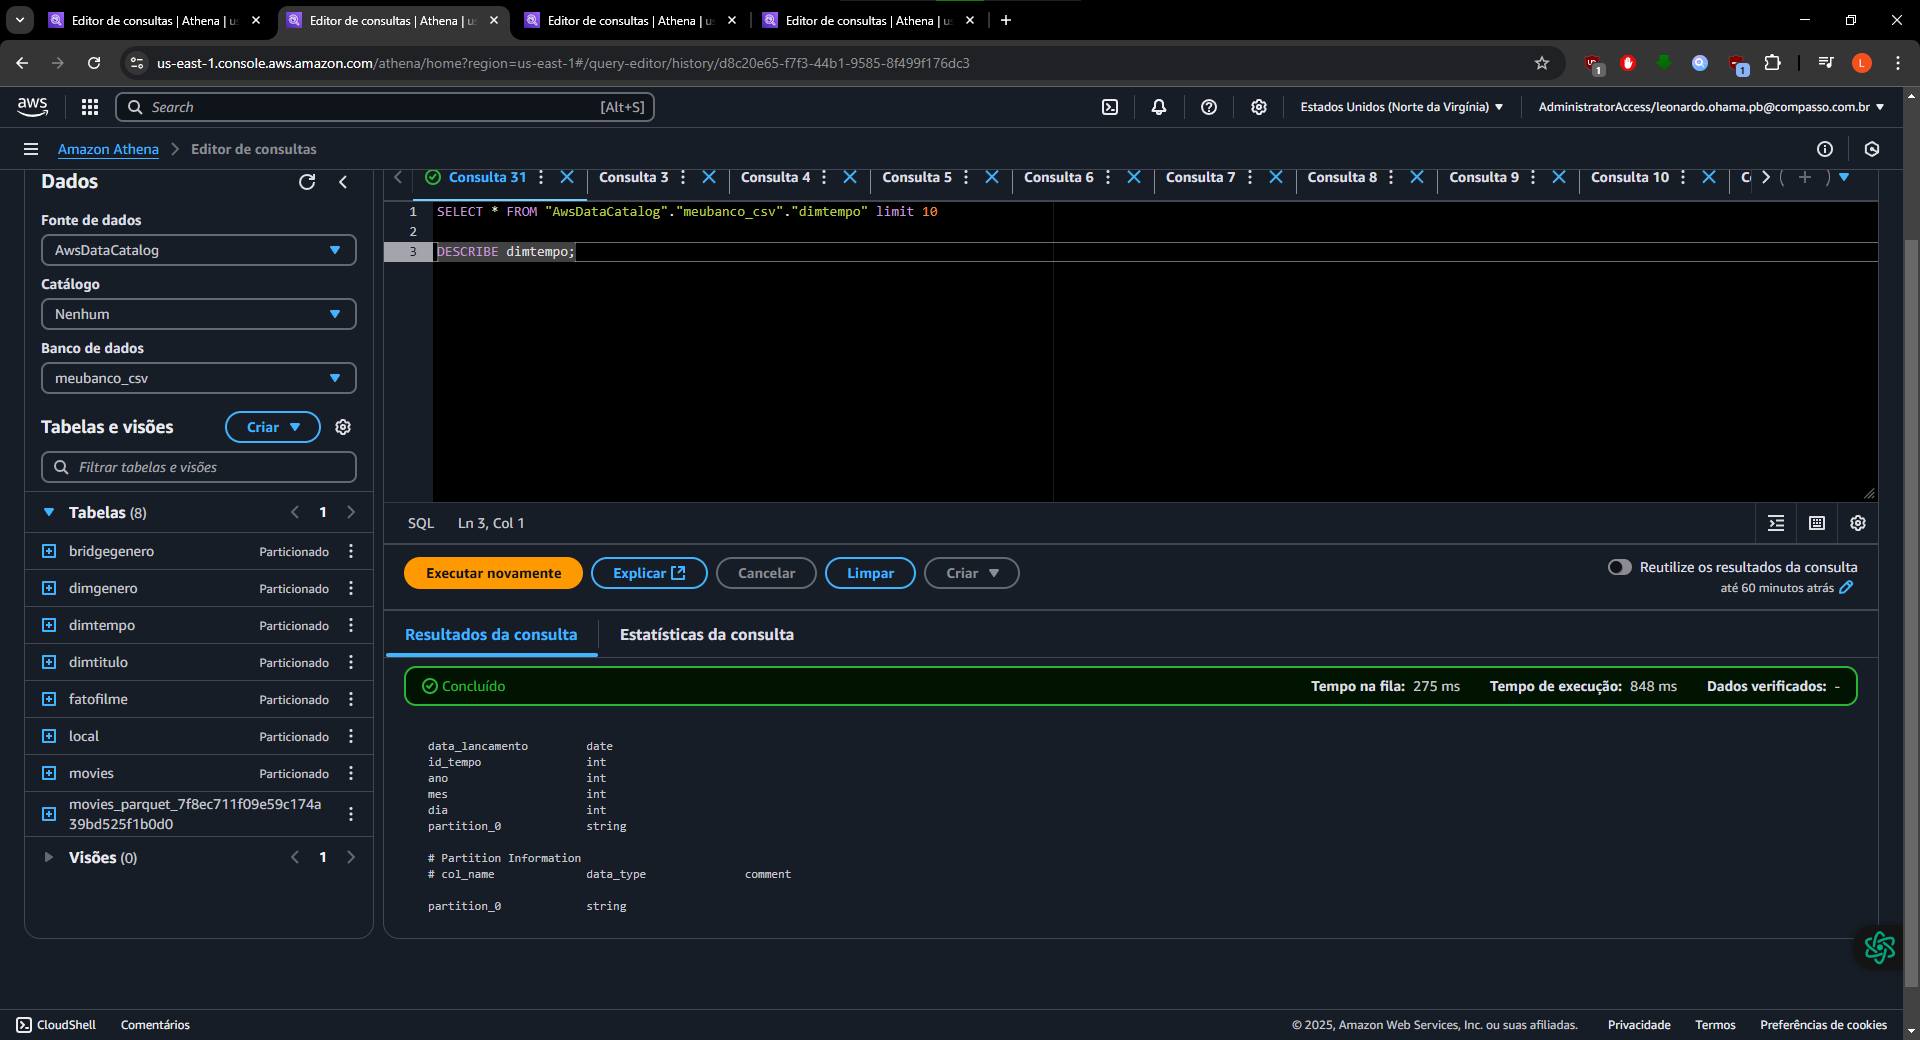 Editor de consultas | Athena | us
Editor de consultas | Athena | us
Editor de consultas | Athena | us
Editor de consultas | Athena | us
us-east-1.console.aws.amazon.com/athena/home?region=us-east-1#/query-editor/history/d8c20e65-f7f3-44b1-9585-8f499f176dc3
1
1
L
aws
Search
[Alt+S]
Estados Unidos (Norte da Virgínia)
AdministratorAccess/leonardo.ohama.pb@compasso.com.br
Amazon Athena
Editor de consultas
Dados
Fonte de dados
AwsDataCatalog
Catálogo
Nenhum
Banco de dados
meubanco_csv
Tabelas e visões
Criar
Filtrar tabelas e visões
Tabelas (8)
1
bridgegenero Particionado
dimgenero Particionado
dimtempo Particionado
dimtitulo Particionado
fatofilme Particionado
local Particionado
movies Particionado
movies_parquet_7f8ec711f09e59c174a
39bd525f1b0d0
Visões (0)
1
Consulta 31
Consulta 3
Consulta 4
Consulta 5
Consulta 6
Consulta 7
Consulta 8
Consulta 9
Consulta 10
1 SELECT * FROM "AwsDataCatalog"."meubanco_csv"."dimtempo" limit 10
2
3 DESCRIBE dimtempo;
SQL
Ln 3, Col 1
Executar novamente
Explicar
Cancelar
Limpar
Criar
Reutilize os resultados da consulta
até 60 minutos atrás
Resultados da consulta
Estatísticas da consulta
Concluído
Tempo na fila: 275 ms
Tempo de execução: 848 ms
Dados verificados: -
data_lancamento date
id_tempo int
ano int
mes int
dia int
partition_0 string
# Partition Information
# col_name data_type comment
partition_0 string
CloudShell
Comentários
© 2025, Amazon Web Services, Inc. ou suas afiliadas.
Privacidade
Termos
Preferências de cookies